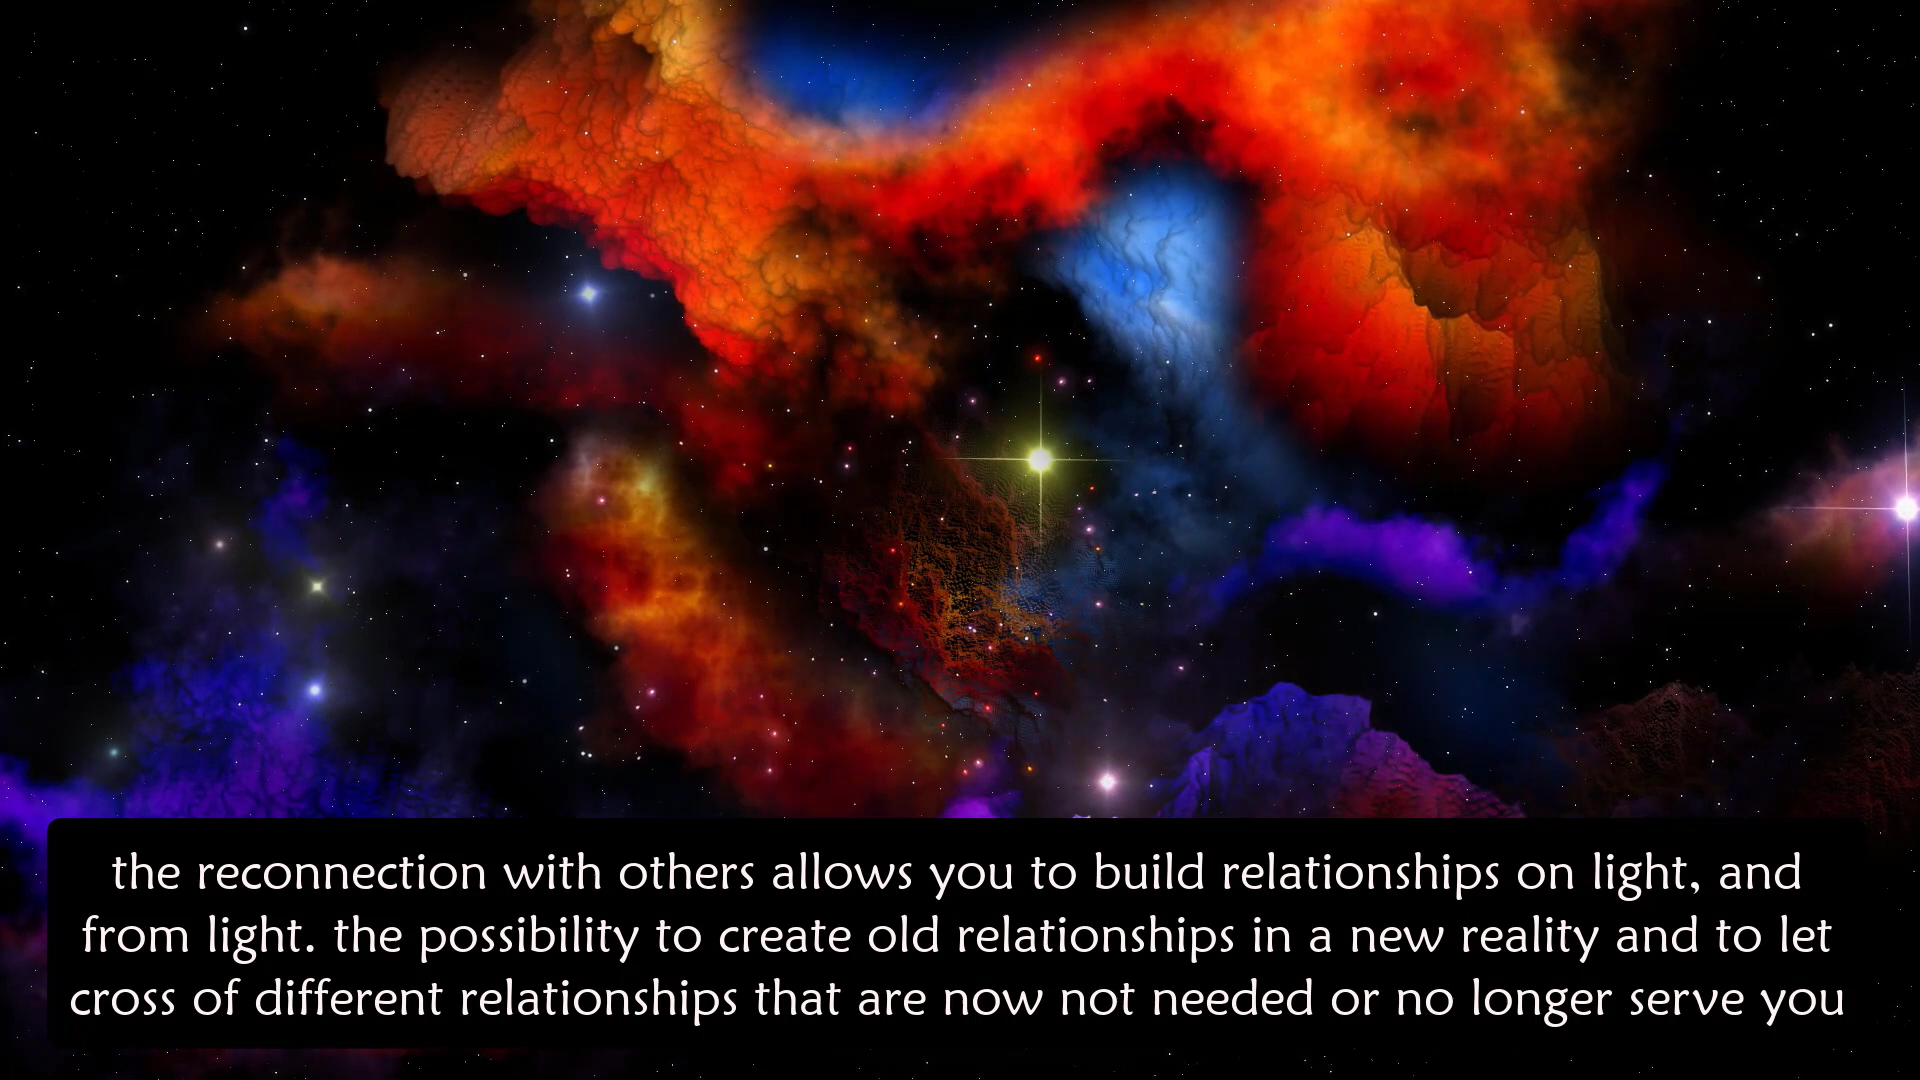 the reconnection with others allows you to build relationships on light, and
from light. the possibility to create old relationships in a new reality and to let
cross of different relationships that are now not needed or no longer serve you